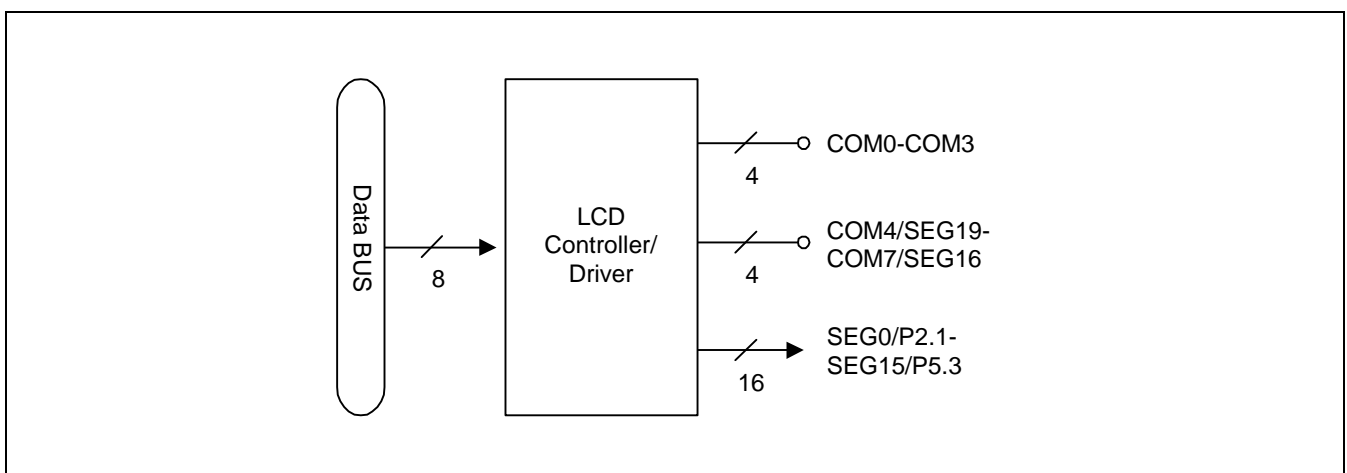 Data BUS
8
LCD
Controller/
Driver
4
COM0-COM3
4
COM4/SEG19-
COM7/SEG16
16
SEG0/P2.1-
SEG15/P5.3